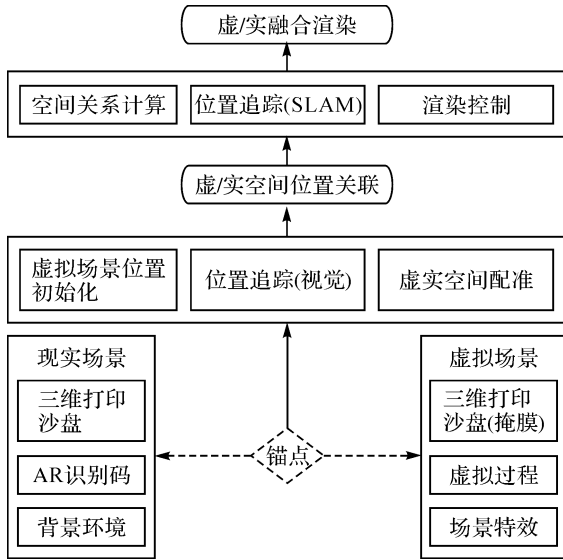 虚/实融合渲染
空间关系计算
位置追踪(SLAM)
渲染控制
虚/实空间位置关联
虚拟场景位置
初始化
位置追踪(视觉)
虚实空间配准
现实场景
三维打印
沙盘
AR识别码
背景环境
锚点
虚拟场景
三维打印
沙盘(掩膜)
虚拟过程
场景特效